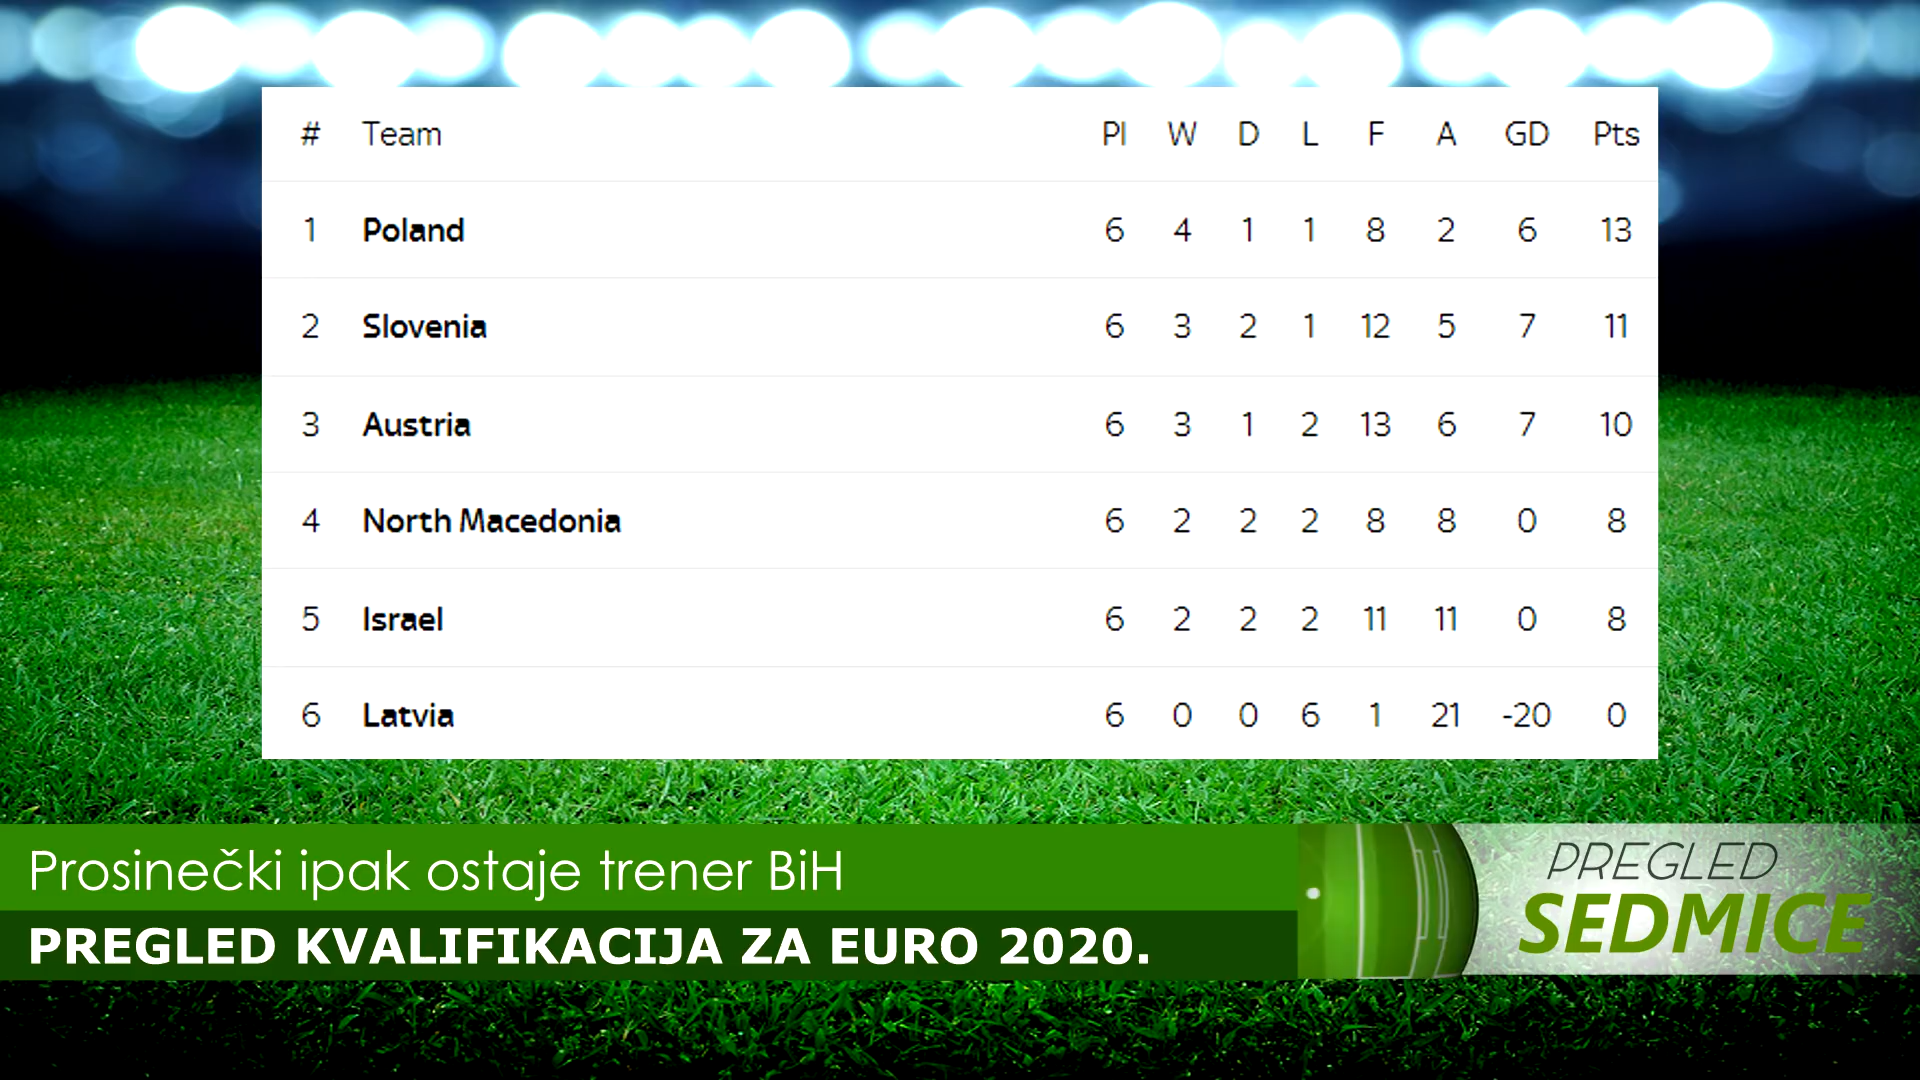 # Team Pl W D L F A GD Pts
1 Poland 6 4 1 1 8 2 6 13
2 Slovenia 6 3 2 1 12 5 7 11
3 Austria 6 3 1 2 13 6 7 10
4 North Macedonia 6 2 2 2 8 8 0 8
5 Israel 6 2 2 2 11 11 0 8
6 Latvia 6 0 0 6 1 21 -20 0
Prosinečki ipak ostaje trener BiH
PREGLED KVALIFIKACIJA ZA EURO 2020.
PREGLED
SEDMICE